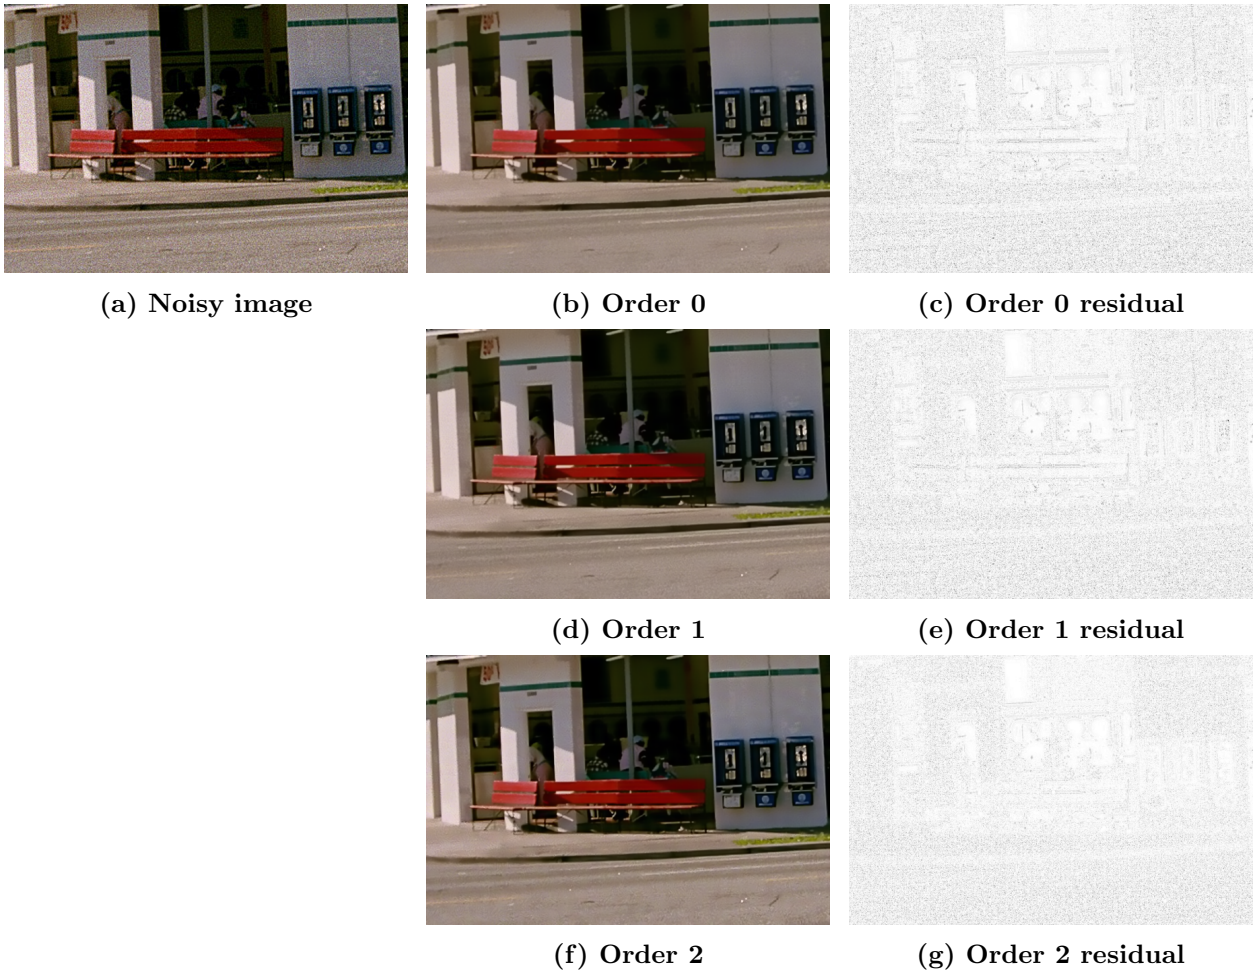 (a) Noisy image
(b) Order 0
(c) Order 0 residual
(d) Order 1
(e) Order 1 residual
(f) Order 2
(g) Order 2 residual